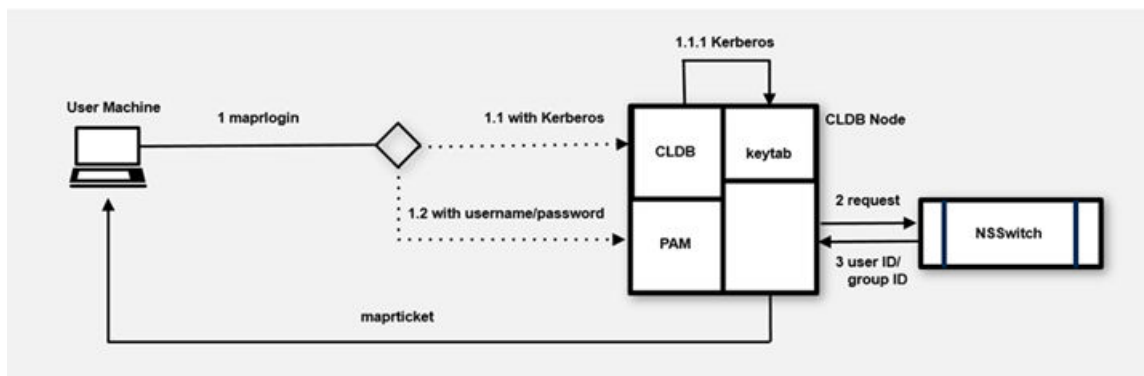 1.1.1 Kerberos
User Machine
1 maprlogin
1.1 with Kerberos
CLDB Node
CLDB
keytab
2 request
1.2 with username/password
PAM
NSSwitch
3 user ID/
group ID
maprticket